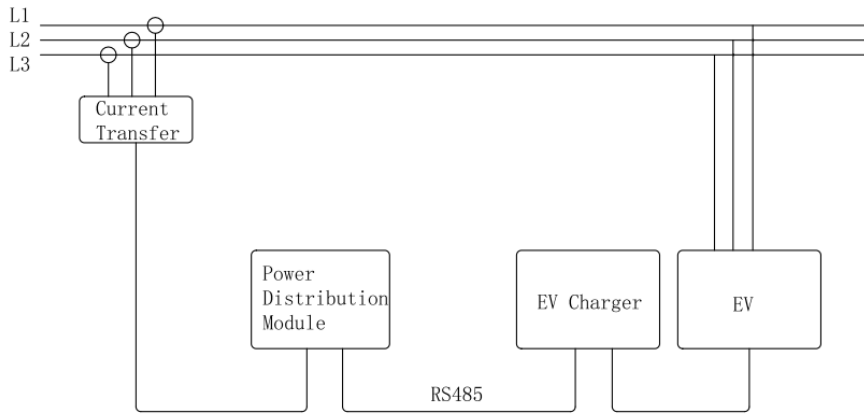 L1
L2
L3
Current
Transfer
Power
Distribution
Module
EV Charger
EV
RS485